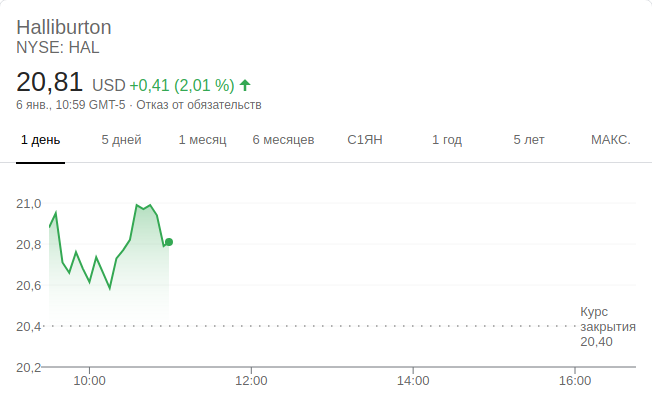 Halliburton
NYSE: HAL
20,81 USD +0,41 (2,01 %)
6 янв., 10:59 GMT-5 · Отказ от обязательств
1 день 5 дней 1 месяц 6 месяцев С1ЯН 1 год 5 лет МАКС.
21,0
20,8
20,6
20,4
20,2
Курс
закрытия
20,40
10:00 12:00 14:00 16:00